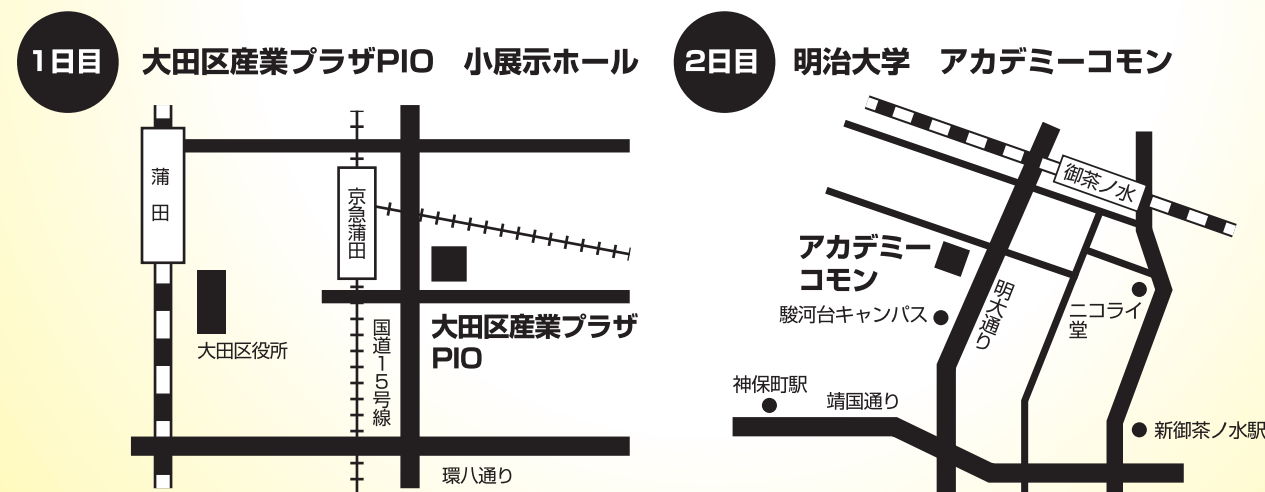 1日目
大田区産業プラザPIO　小展示ホール
蒲田
京急蒲田
大田区役所
国道15号線
大田区産業プラザ
PIO
環八通り
2日目
明治大学　アカデミーコモン
御茶ノ水
アカデミー
コモン
駿河台キャンパス
明大通り
ニコライ
堂
神保町駅
靖国通り
新御茶ノ水駅